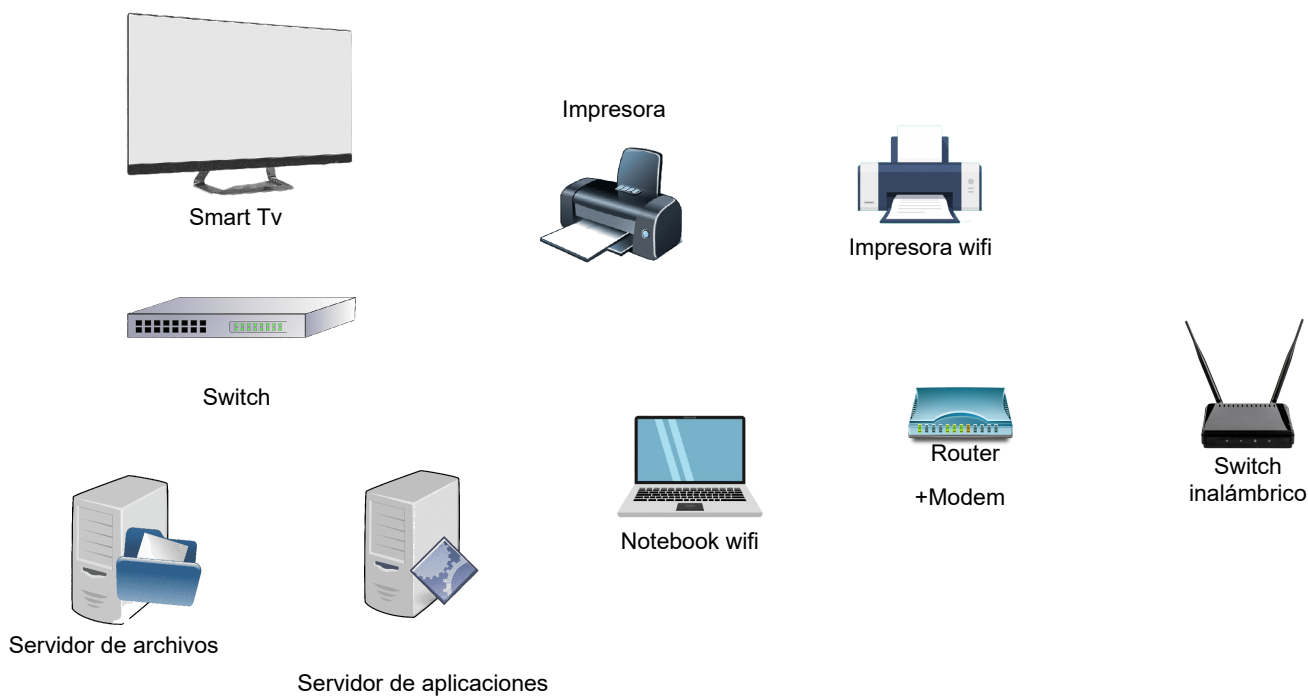 Impresora
Smart Tv
Impresora wifi
Switch
Router
+Modem
Switch
inalámbrico
Notebook wifi
Servidor de archivos
Servidor de aplicaciones